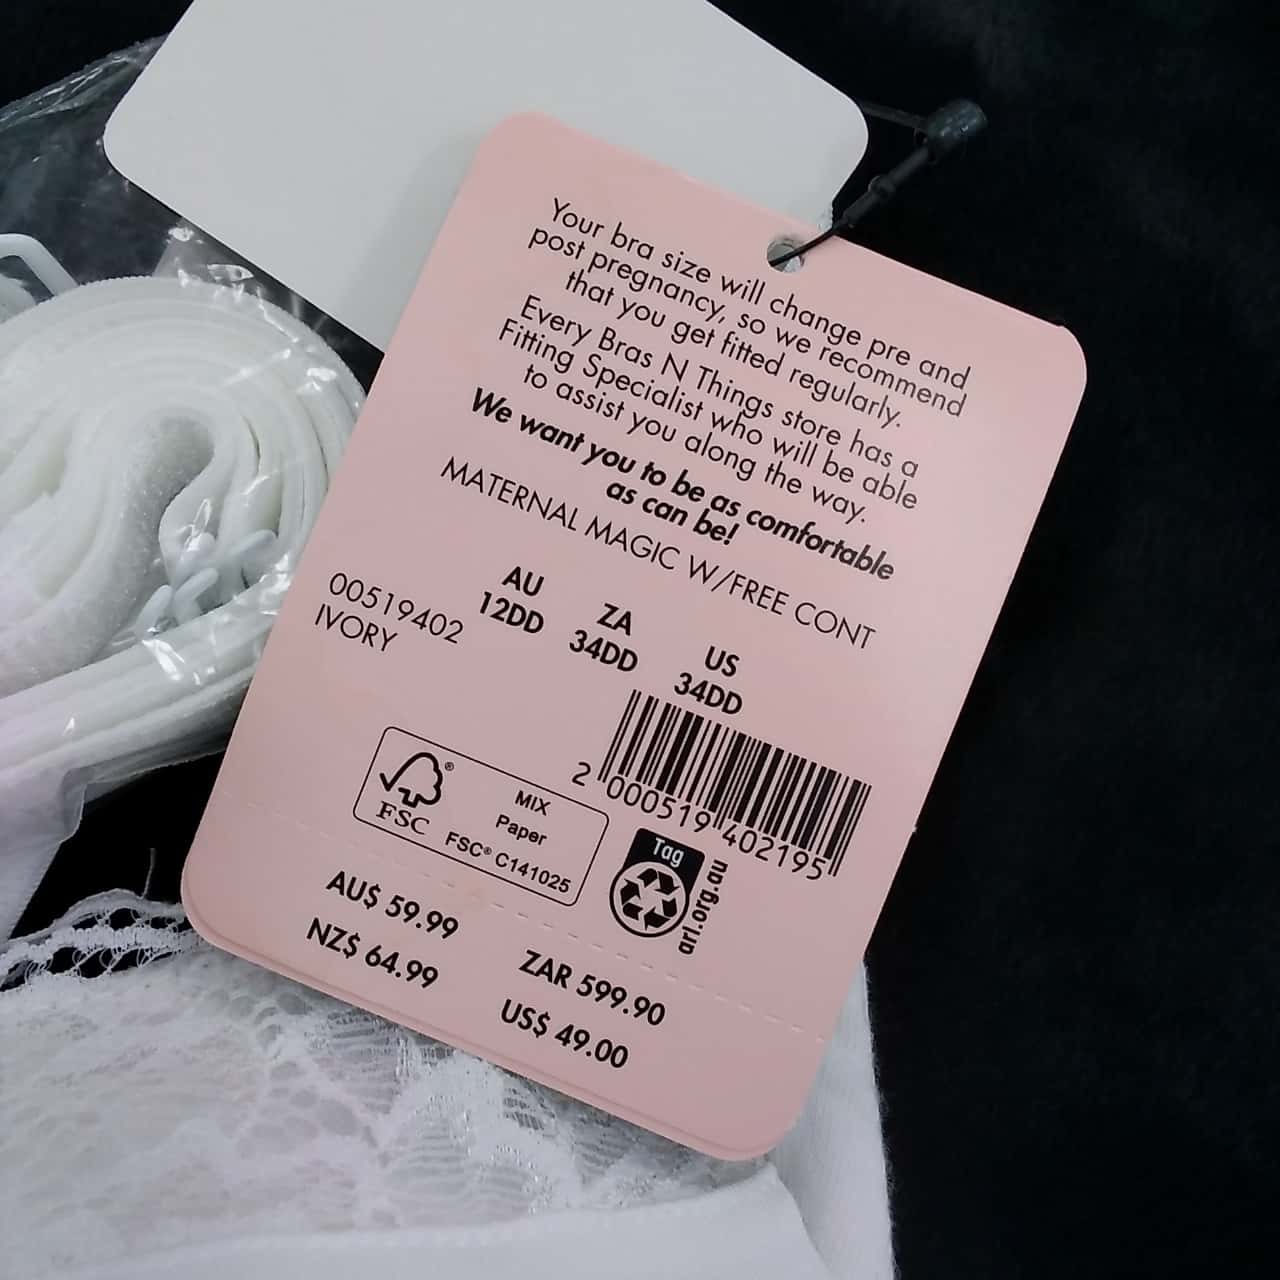 Your bra size will change pre and
post pregnancy, so we recommend
that you get fitted regularly.
Every Bras N Things store has a
Fitting Specialist who will be able
to assist you along the way.
We want you to be as comfortable
as can be!
MATERNAL MAGIC W/FREE CONT
AU ZA US
12DD 34DD 34DD
00519402
IVORY
2 000519 402195
FSC®
MIX
Paper
FSC® C141025
Tag
arl.org.au
AU$ 59.99
NZ$ 64.99
ZAR 599.90
US$ 49.00